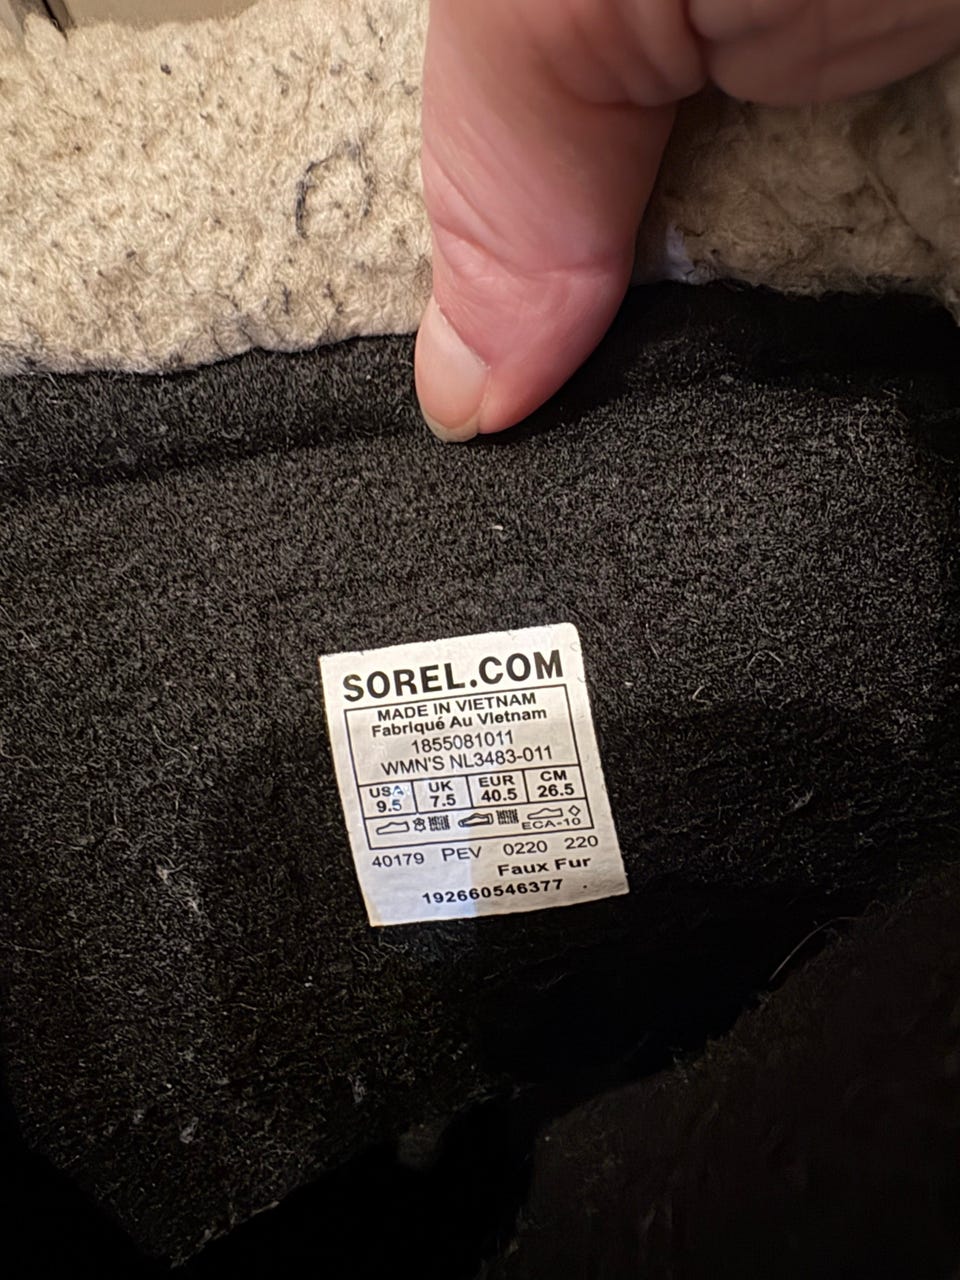 SOREL.COM
MADE IN VIETNAM
Fabriqué Au Vietnam
1855081011
WMN'S NL3483-011
USA UK EUR CM
9.5 7.5 40.5 26.5
ECA-10
40179 PEV 0220 220
Faux Fur
192660546377